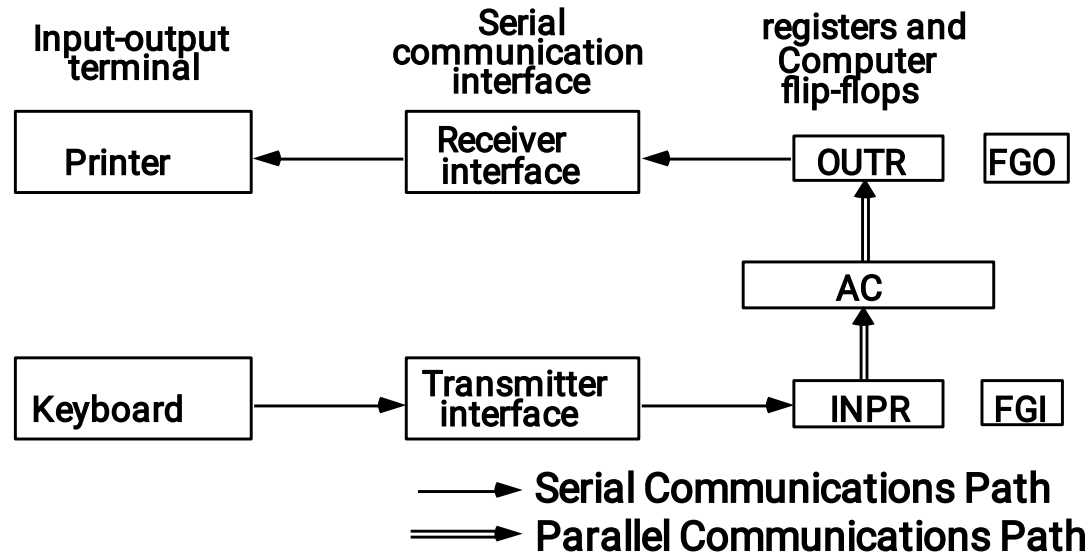 Input-output
terminal
Serial
communication
interface
registers and
Computer
flip-flops
Printer
Receiver
interface
OUTR
FGO
AC
Keyboard
Transmitter
interface
INPR
FGI
Serial Communications Path
Parallel Communications Path